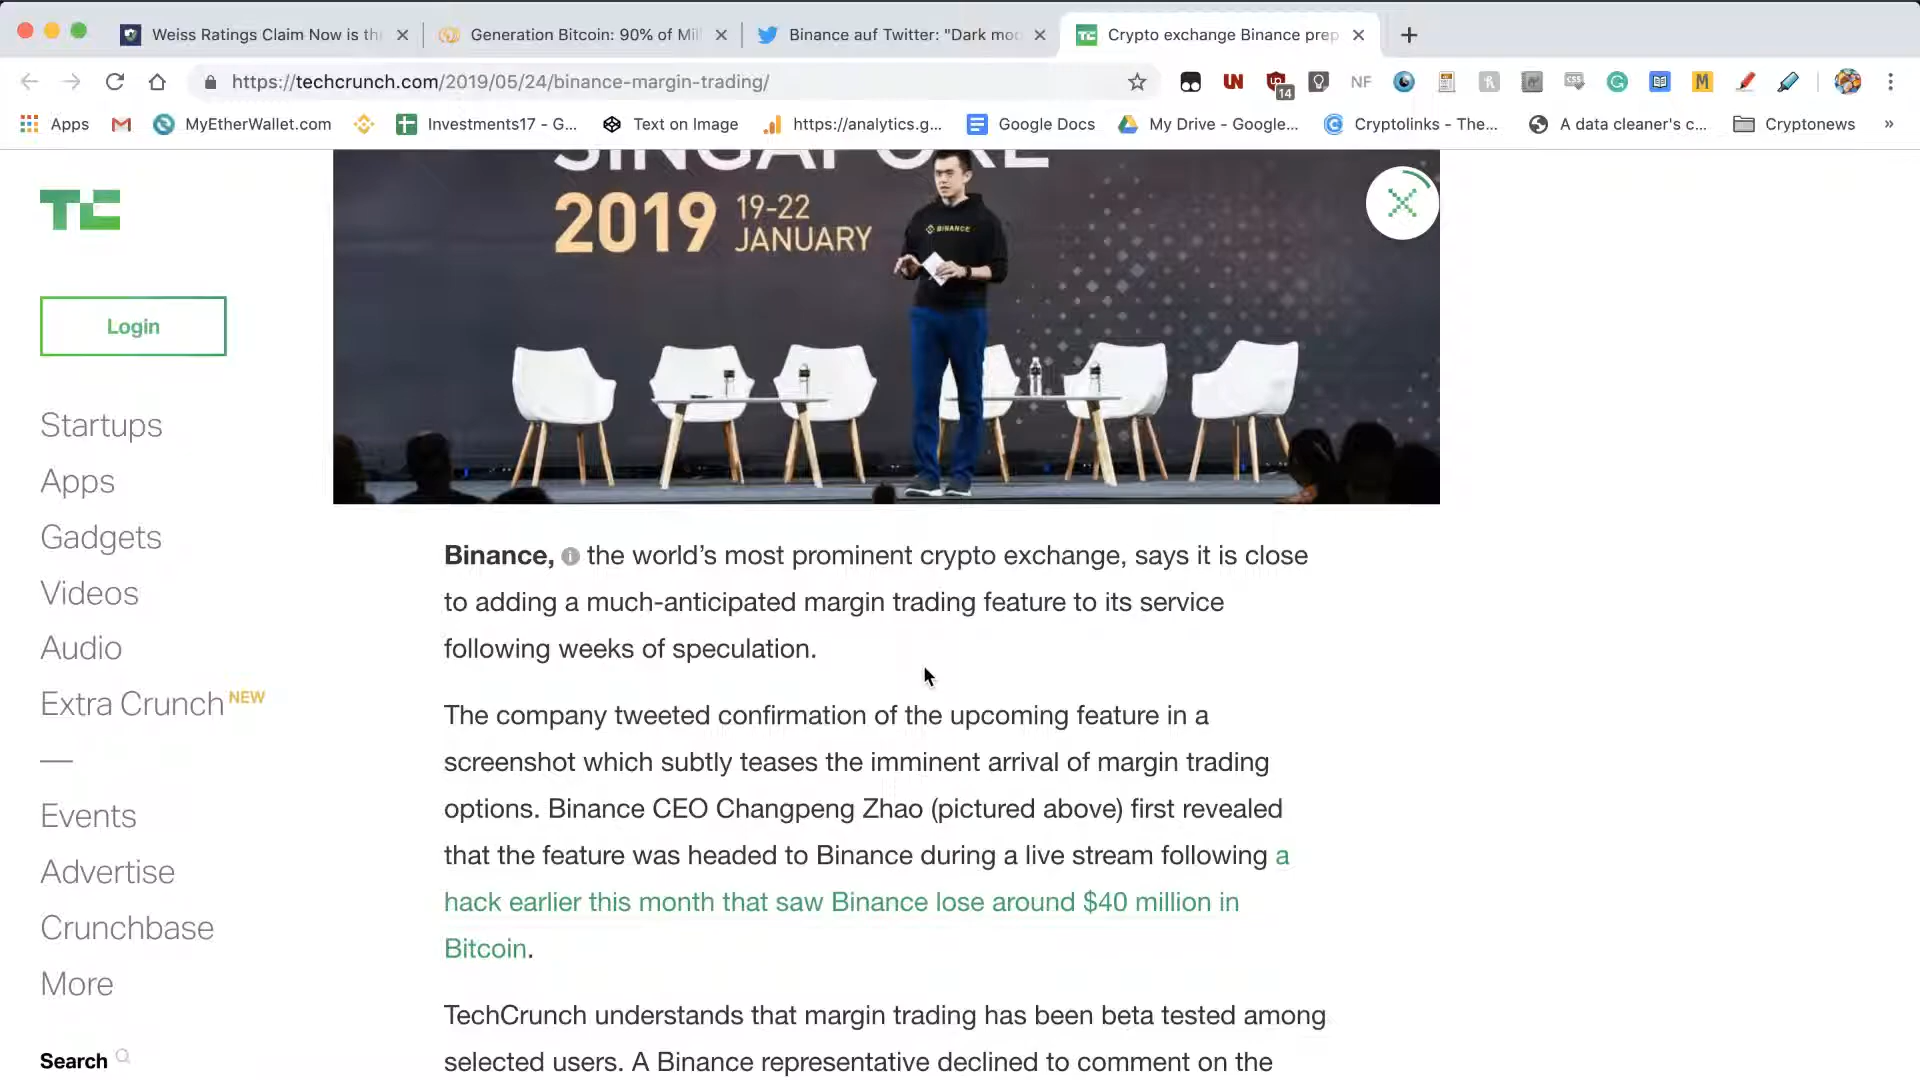 Weiss Ratings Claim Now is th
Generation Bitcoin: 90% of Mil
Binance auf Twitter: "Dark mo
Crypto exchange Binance prep
https://techcrunch.com/2019/05/24/binance-margin-trading/
UN
14
NF
CSS
M
Apps
MyEtherWallet.com
Investments17 - G...
Text on Image
https://analytics.g...
Google Docs
My Drive - Google...
Cryptolinks - The...
A data cleaner's c...
Cryptonews
»
TC
Login
Startups
Apps
Gadgets
Videos
Audio
Extra Crunch NEW
Events
Advertise
Crunchbase
More
Search
SINGAPORE
2019 19-22
JANUARY
BINANCE
Binance, the world’s most prominent crypto exchange, says it is close
to adding a much-anticipated margin trading feature to its service
following weeks of speculation.
The company tweeted confirmation of the upcoming feature in a
screenshot which subtly teases the imminent arrival of margin trading
options. Binance CEO Changpeng Zhao (pictured above) first revealed
that the feature was headed to Binance during a live stream following a
hack earlier this month that saw Binance lose around $40 million in
Bitcoin.
TechCrunch understands that margin trading has been beta tested among
selected users. A Binance representative declined to comment on the